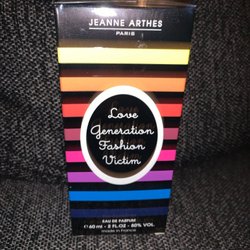 JEANNE ARTHES
PARIS
Love
Generation
Fashion
Victim
EAU DE PARFUM
℮ 60 ml - 2 FL OZ - 80% VOL
Made in France